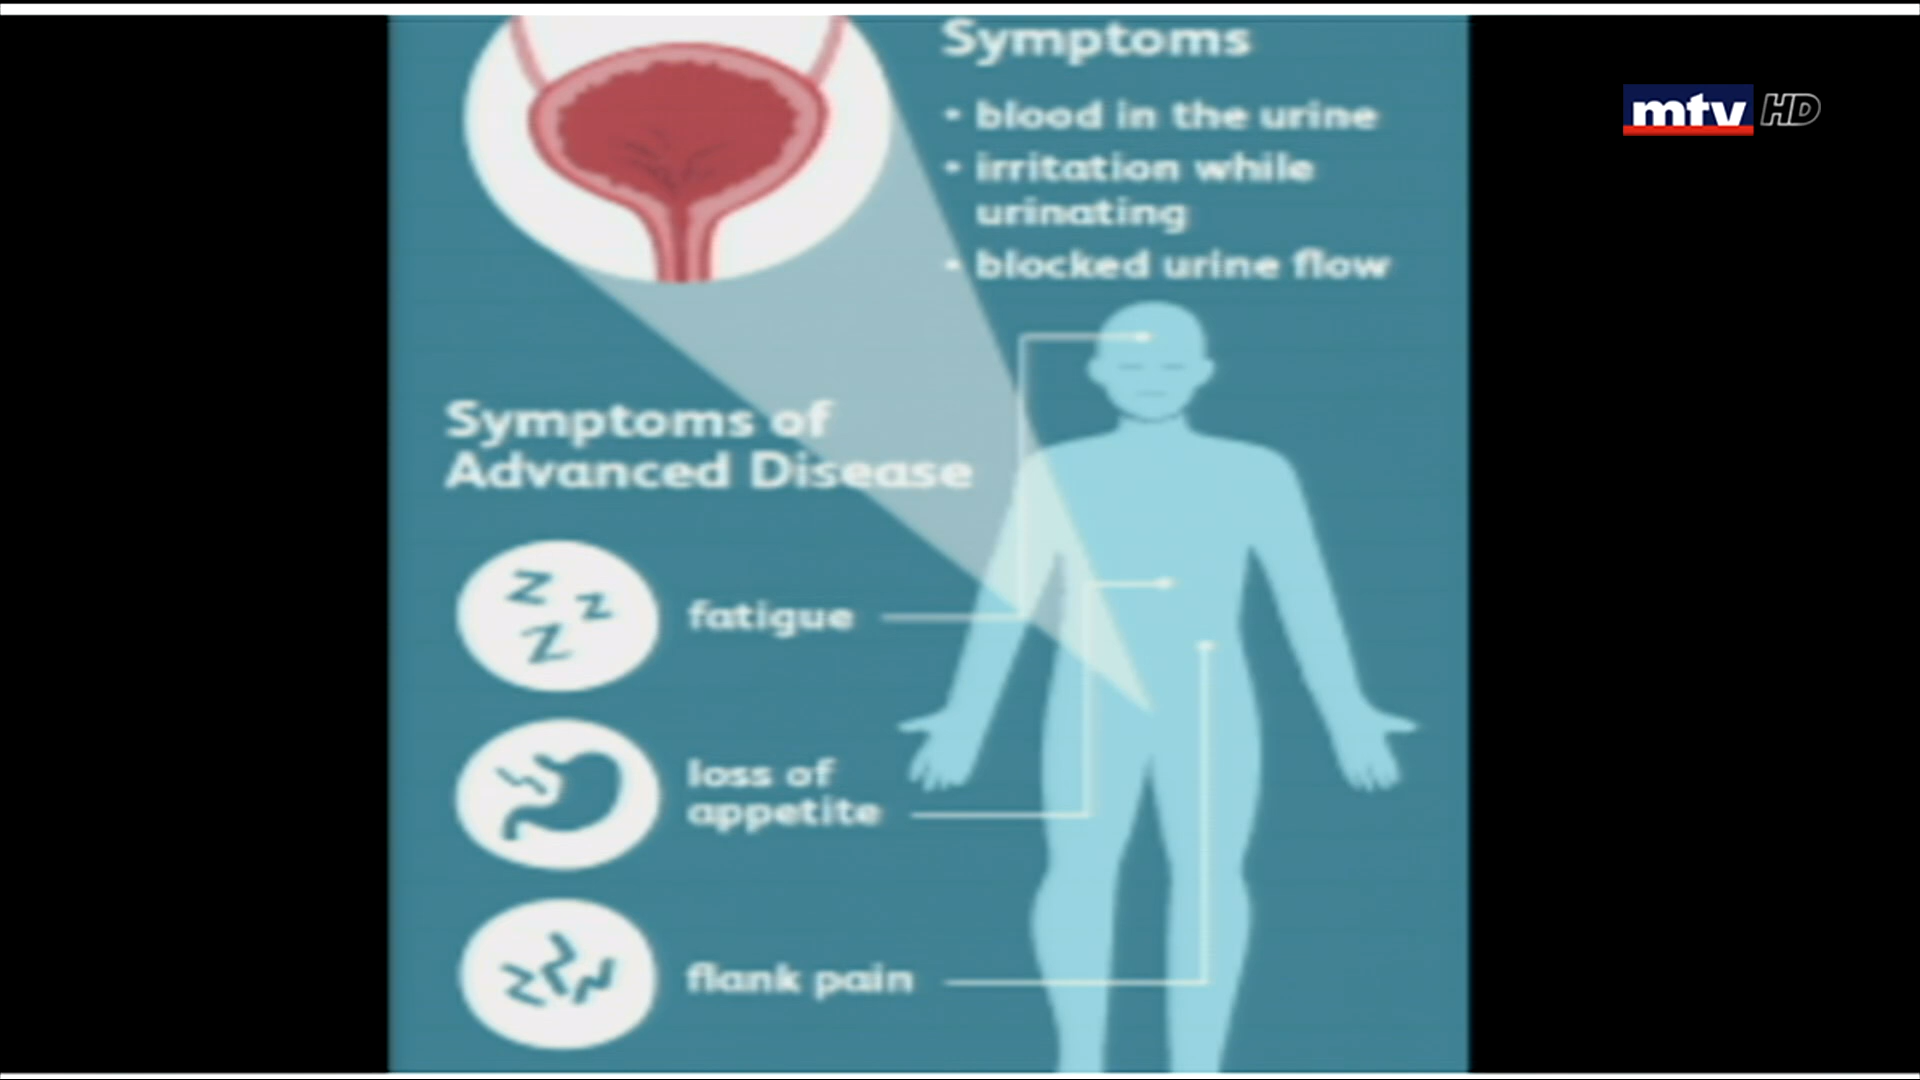 Symptoms
• blood in the urine
• irritation while
urinating
• blocked urine flow
mtv HD
Symptoms of
Advanced Disease
z z z
fatigue
loss of
appetite
flank pain